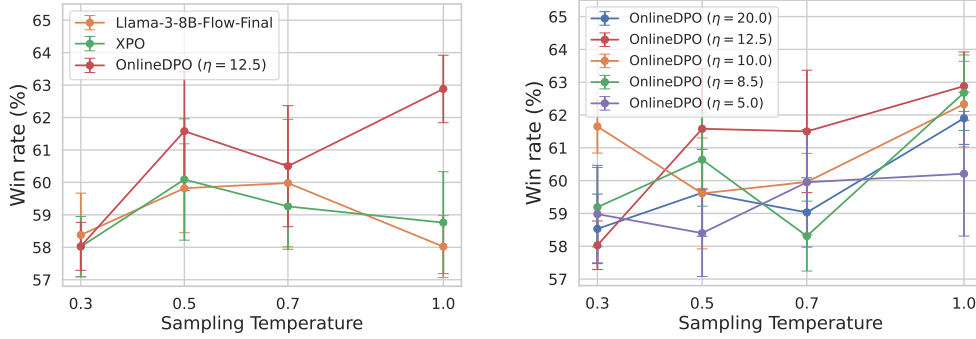 65
64
63
62
61
60
59
58
57
Win rate (%)
Llama-3-8B-Flow-Final
XPO
OnlineDPO (η = 12.5)
0.3 0.5 0.7 1.0
Sampling Temperature
65
64
63
62
61
60
59
58
57
Win rate (%)
OnlineDPO (η = 20.0)
OnlineDPO (η = 12.5)
OnlineDPO (η = 10.0)
OnlineDPO (η = 8.5)
OnlineDPO (η = 5.0)
0.3 0.5 0.7 1.0
Sampling Temperature